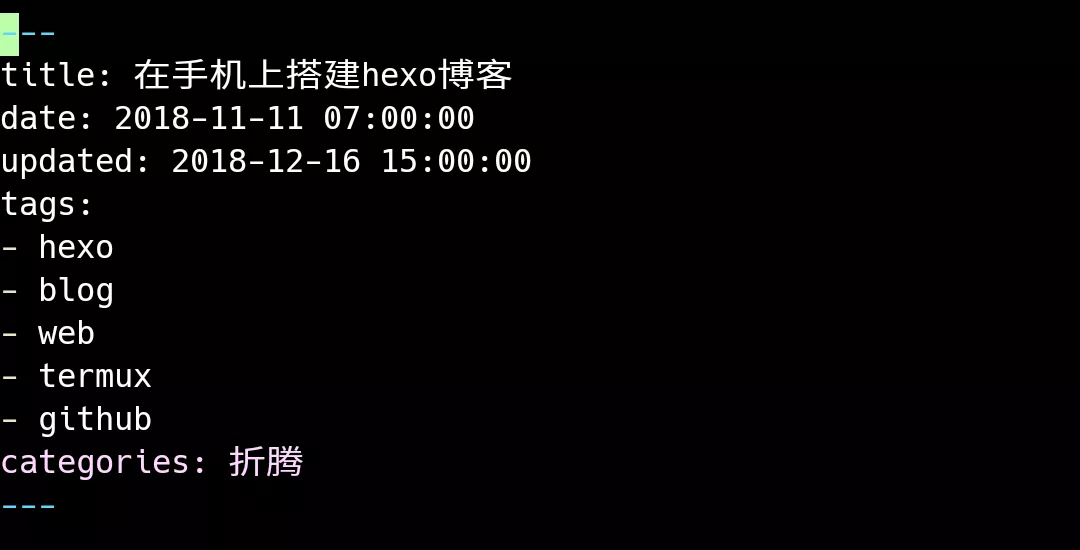 ---
title: 在手机上搭建hexo博客
date: 2018-11-11 07:00:00
updated: 2018-12-16 15:00:00
tags:
- hexo
- blog
- web
- termux
- github
categories: 折腾
---